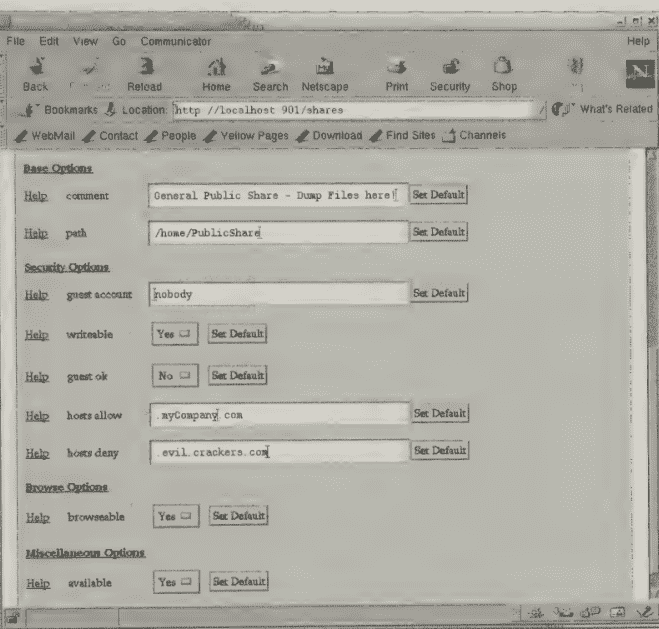 File Edit View Go Communicator Help
Back Reload Home Search Netscape Print Security Shop
Bookmarks Location: http //localhost 901/shares What's Related
WebMail Contact People Yellow Pages Download Find Sites Channels
Base Options
Help comment General Public Share - Dump Files here! Set Default
Help path /home/PublicShare Set Default
Security Options
Help guest account nobody Set Default
Help writeable Yes Set Default
Help guest ok No Set Default
Help hosts allow .myCompany.com Set Default
Help hosts deny .evil.crackers.com Set Default
Browse Options
Help browseable Yes Set Default
Miscellaneous Options
Help available Yes Set Default